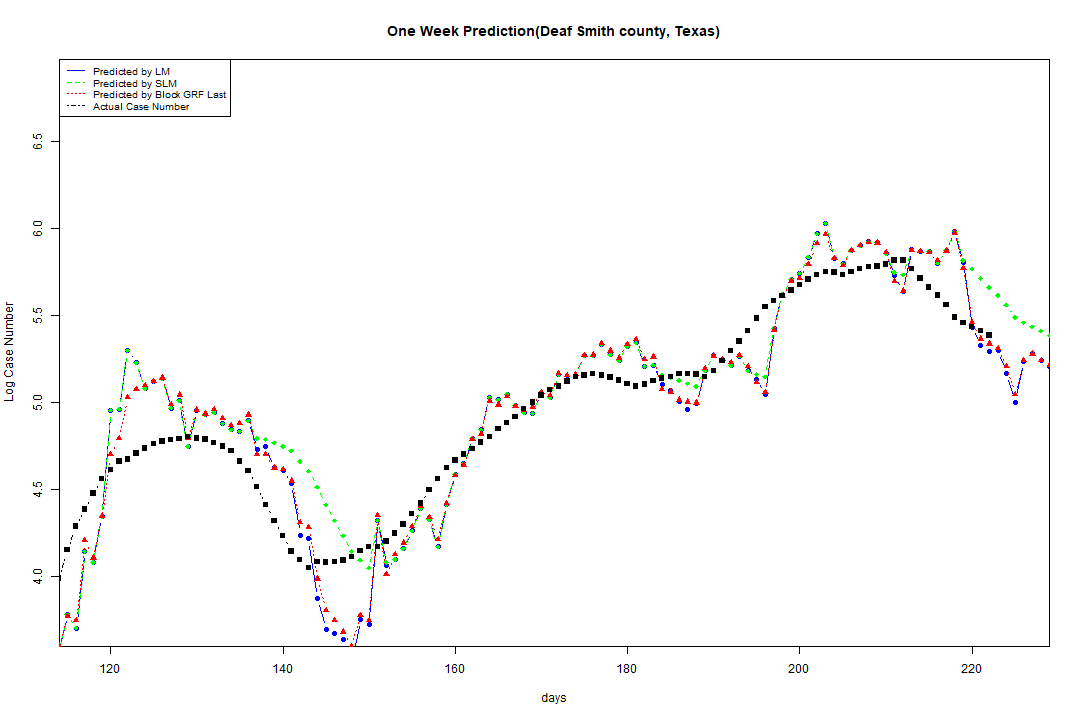 One Week Prediction(Deaf Smith county, Texas)
Predicted by LM
Predicted by SLM
Predicted by Block GRF Last
Actual Case Number
6.5
6.0
5.5
5.0
4.5
4.0
Log Case Number
120 140 160 180 200 220
days